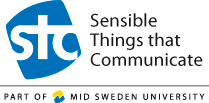 stc
Sensible
Things that
Communicate
PART OF MID SWEDEN UNIVERSITY